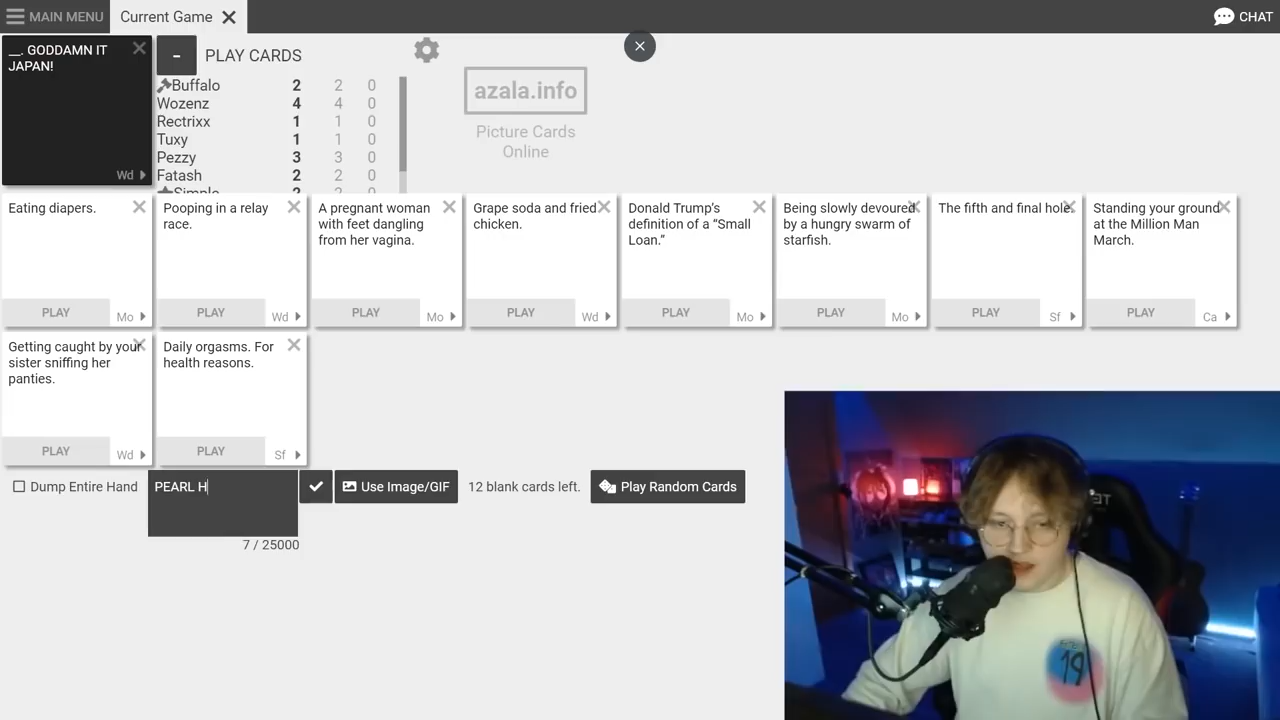 MAIN MENU
Current Game
CHAT
__. GODDAMN IT
JAPAN!
Wd
-
PLAY CARDS
Buffalo 2 2 0
Wozenz 4 4 0
Rectrixx 1 1 0
Tuxy 1 1 0
Pezzy 3 3 0
Fatash 2 2 0
Simple 2 2 0
azala.info
Picture Cards
Online
Eating diapers.
PLAY
Mo
Pooping in a relay
race.
PLAY
Wd
A pregnant woman
with feet dangling
from her vagina.
PLAY
Mo
Grape soda and fried
chicken.
PLAY
Wd
Donald Trump’s
definition of a “Small
Loan.”
PLAY
Mo
Being slowly devoured
by a hungry swarm of
starfish.
PLAY
Mo
The fifth and final hole.
PLAY
Sf
Standing your ground
at the Million Man
March.
PLAY
Ca
Getting caught by your
sister sniffing her
panties.
PLAY
Wd
Daily orgasms. For
health reasons.
PLAY
Sf
Dump Entire Hand
PEARL H
7 / 25000
Use Image/GIF
12 blank cards left.
Play Random Cards
19